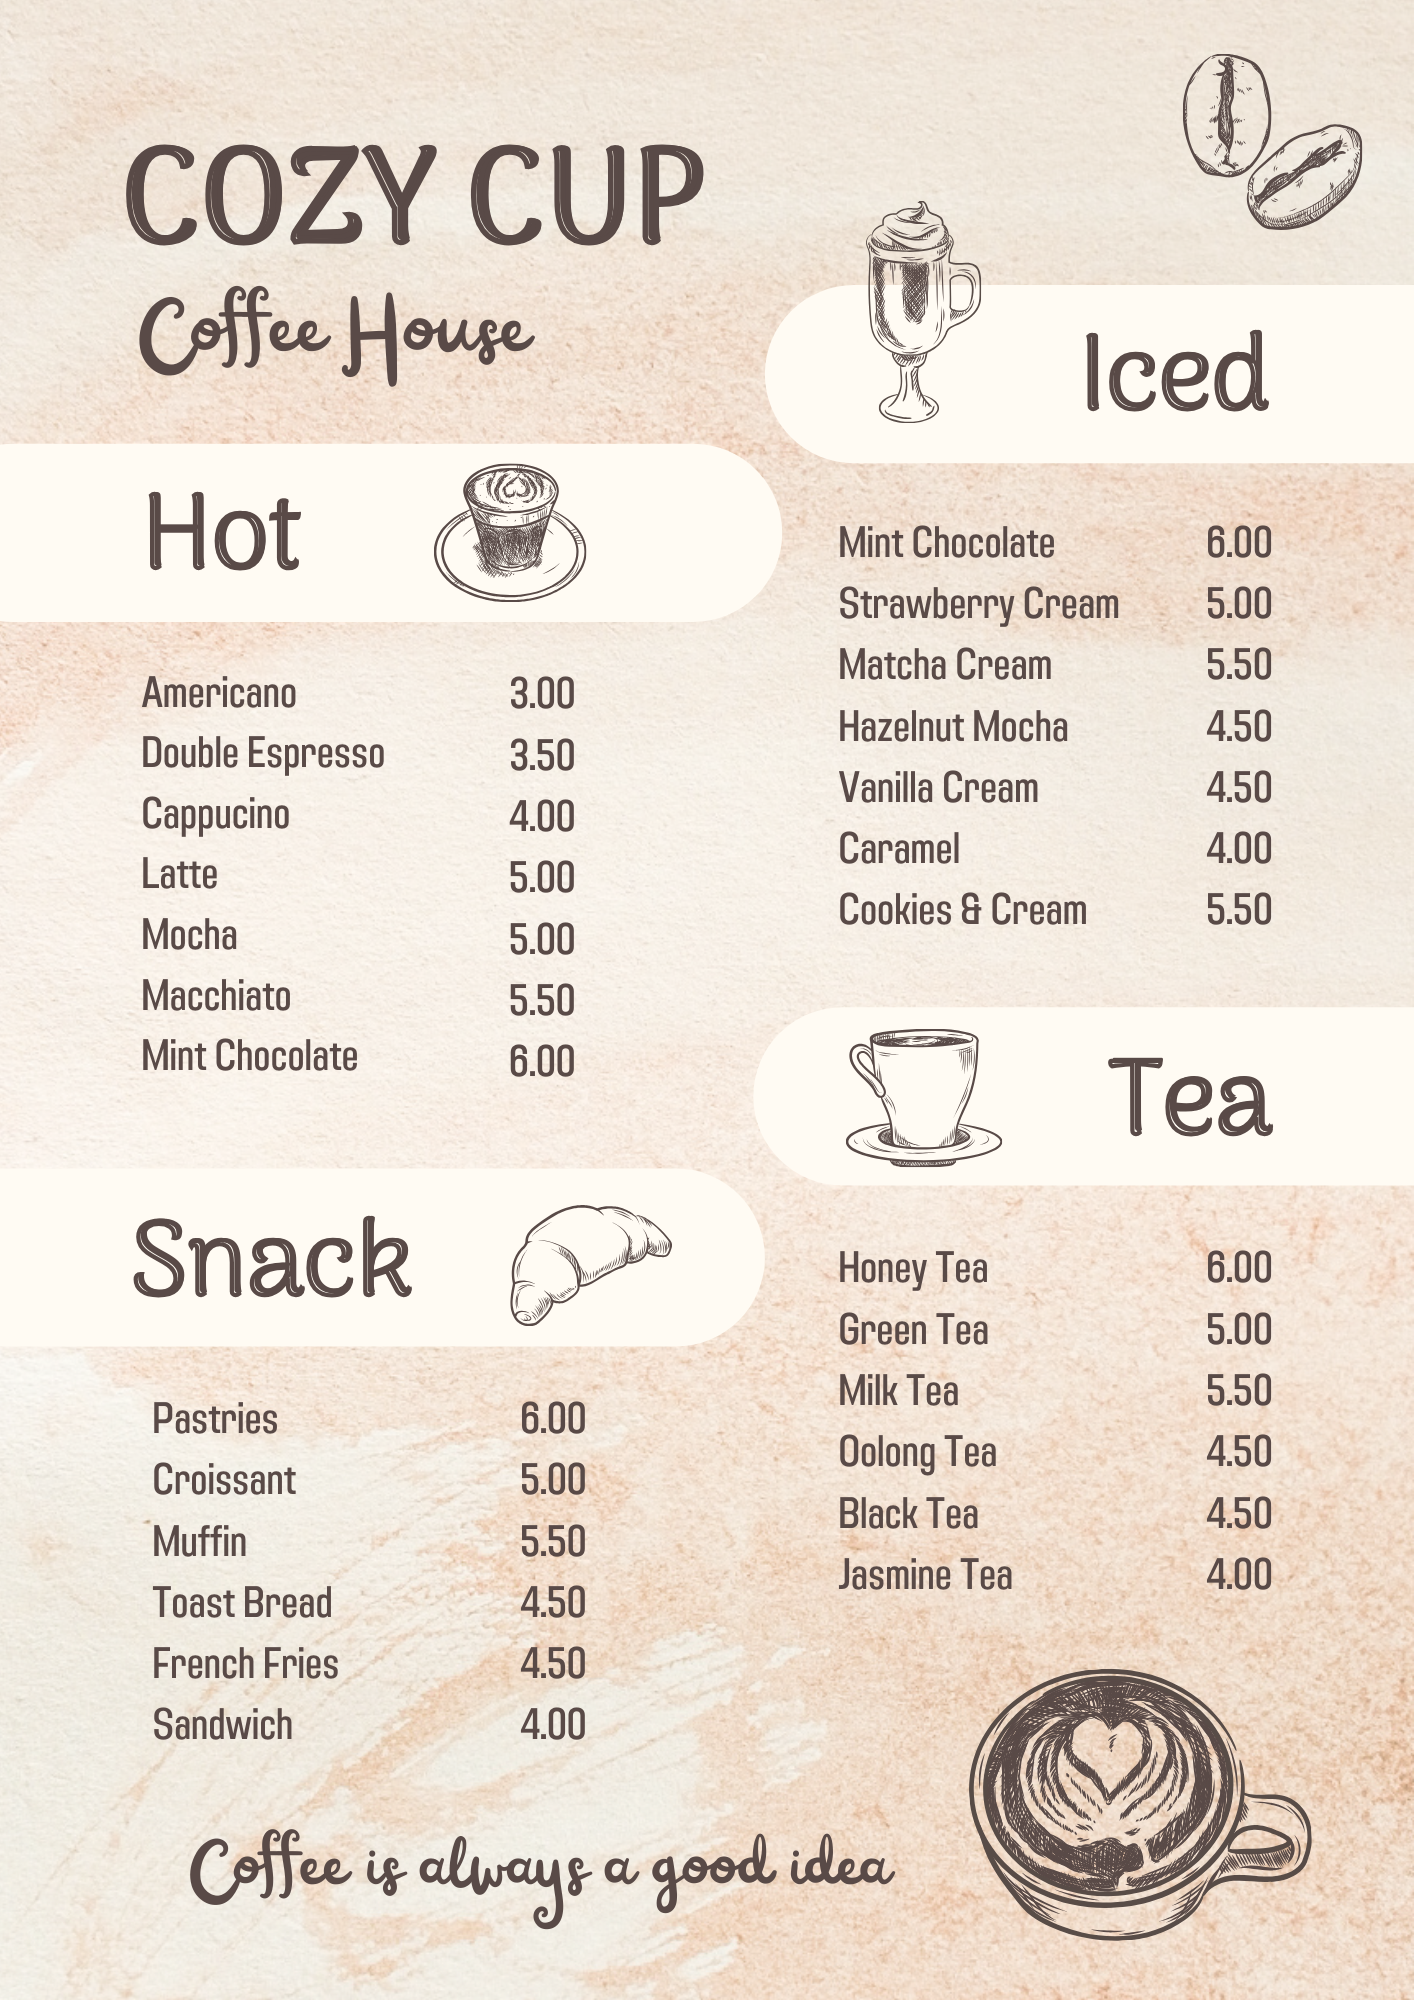 COZY CUP
Coffee House
Hot
Americano 3.00
Double Espresso 3.50
Cappucino 4.00
Latte 5.00
Mocha 5.00
Macchiato 5.50
Mint Chocolate 6.00
Snack
Pastries 6.00
Croissant 5.00
Muffin 5.50
Toast Bread 4.50
French Fries 4.50
Sandwich 4.00
Iced
Mint Chocolate 6.00
Strawberry Cream 5.00
Matcha Cream 5.50
Hazelnut Mocha 4.50
Vanilla Cream 4.50
Caramel 4.00
Cookies & Cream 5.50
Tea
Honey Tea 6.00
Green Tea 5.00
Milk Tea 5.50
Oolong Tea 4.50
Black Tea 4.50
Jasmine Tea 4.00
Coffee is always a good idea